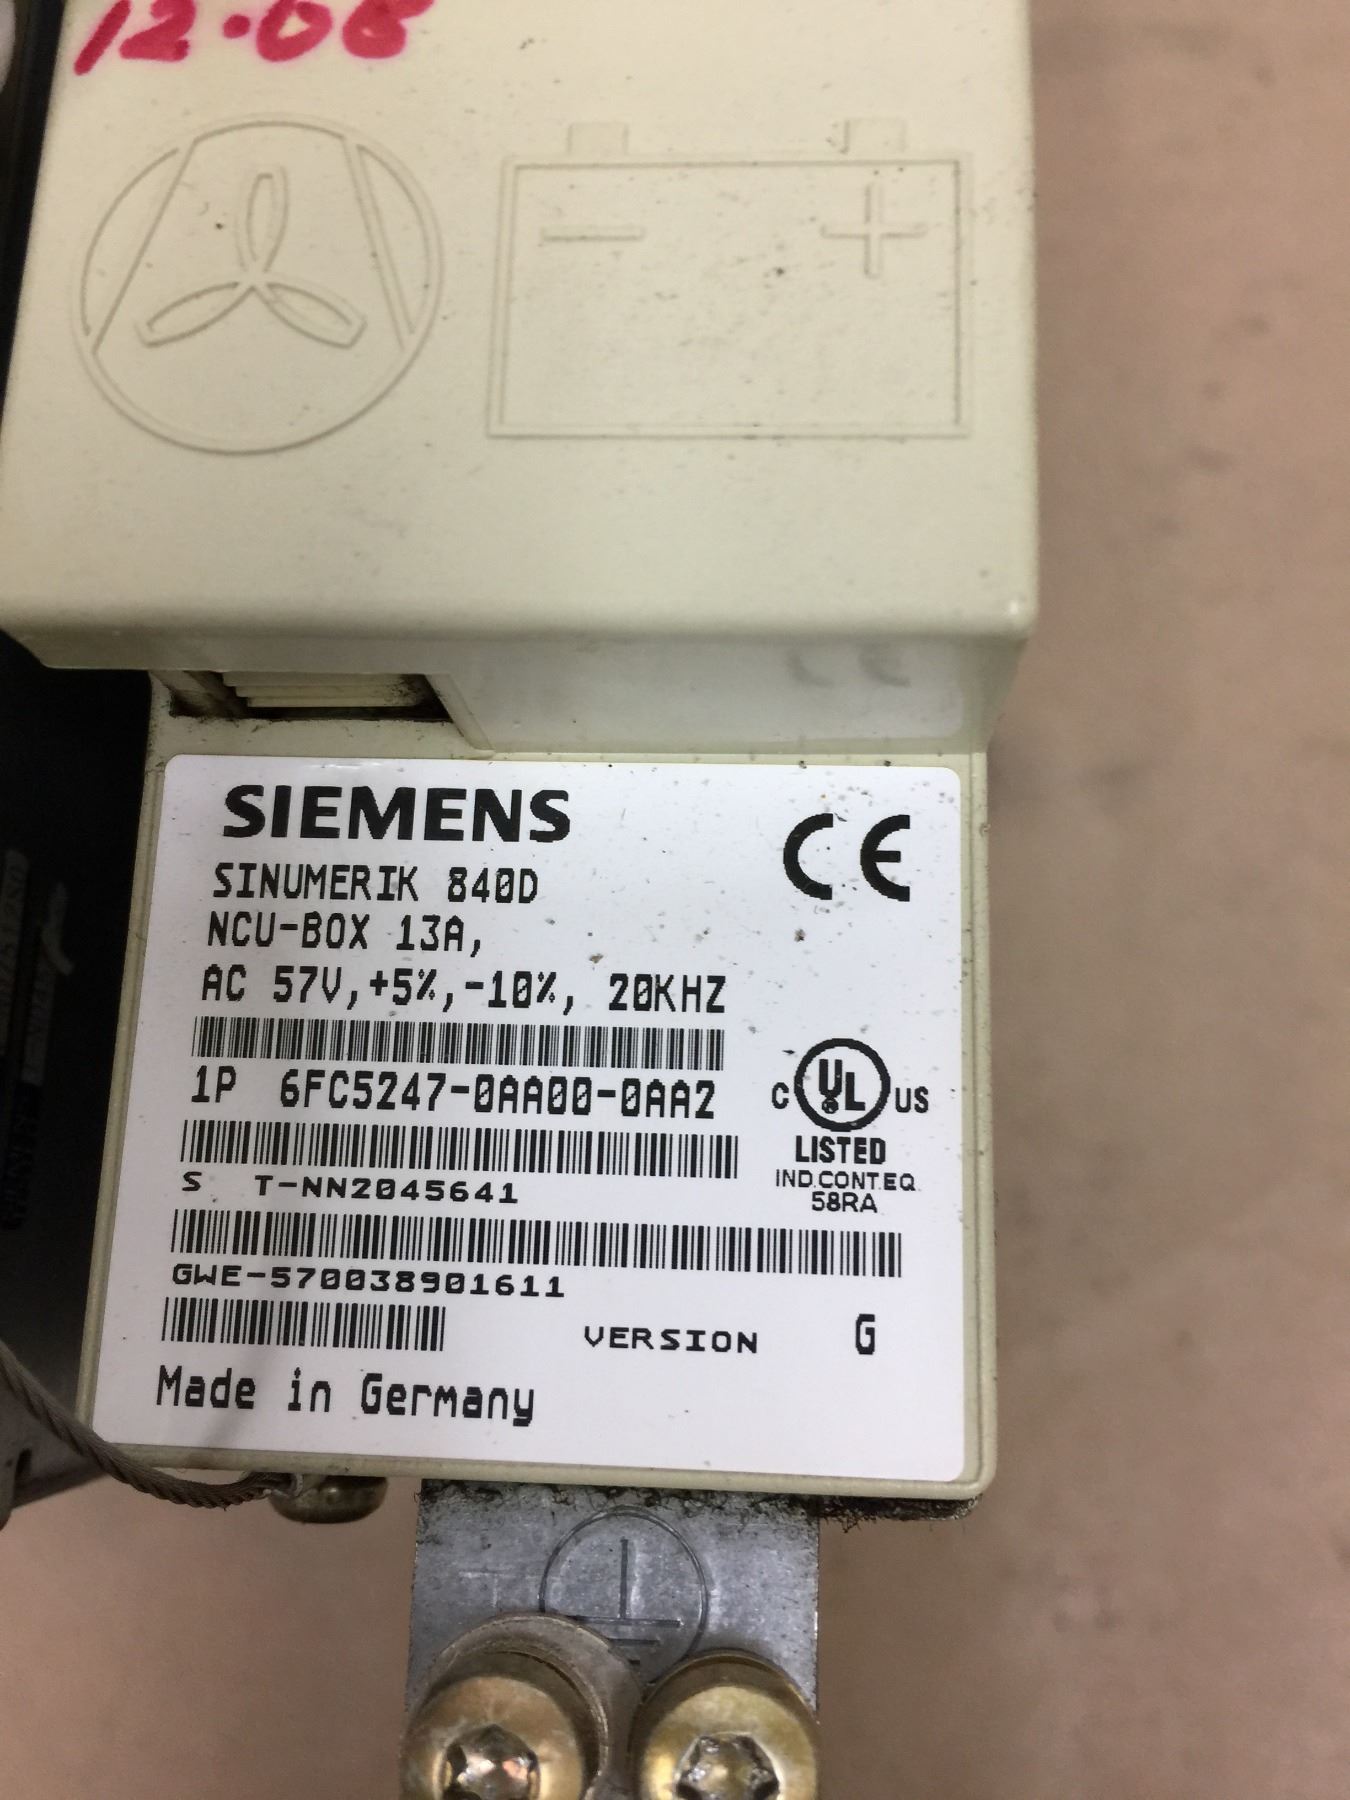 12-08
SIEMENS
CE
SINUMERIK 840D
NCU-BOX 13A,
AC 57V,+5%,-10%, 20KHZ
1P 6FC5247-0AA00-0AA2
C UL US
LISTED
IND.CONT.EQ.
58RA
S T-NN2045641
GWE-570038901611
VERSION G
Made in Germany